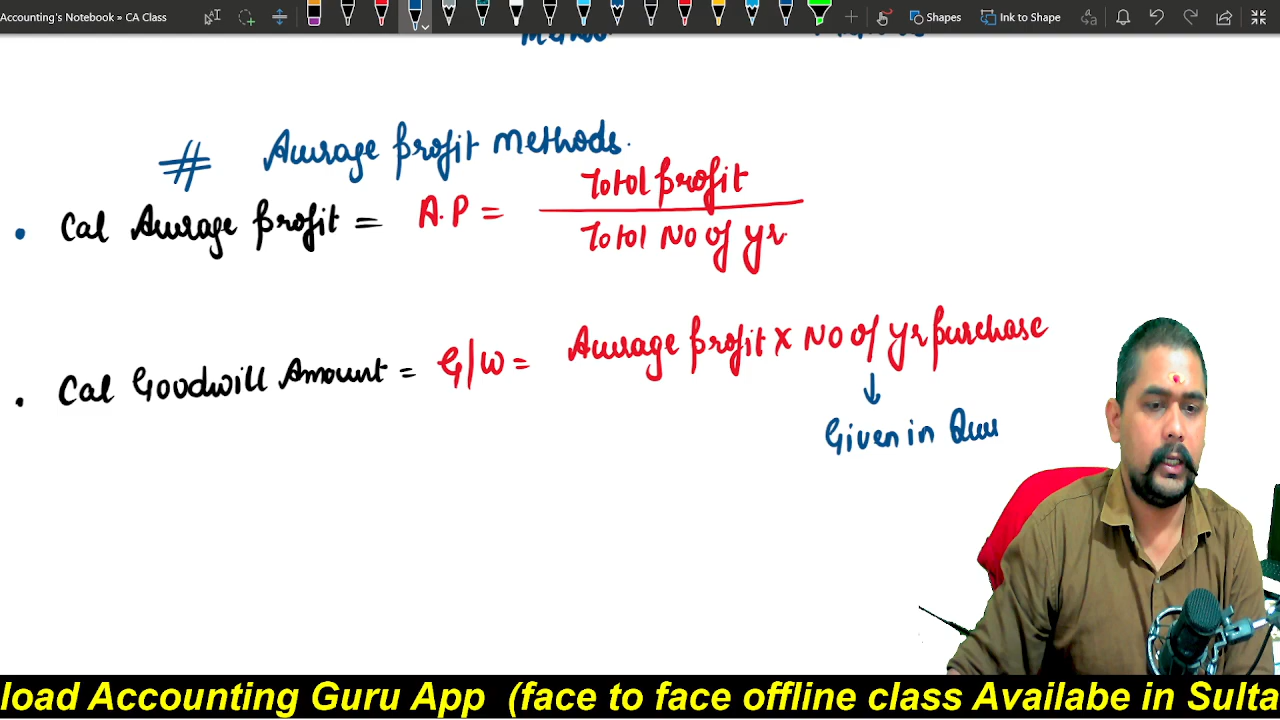 Accounting's Notebook » CA Class
Shapes
Ink to Shape
# Average profit methods.
• Cal Average profit = A.P = Total profit
Total No of yr
• Cal Goodwill Amount = G/W = Average profit x No of yr purchase
↓
Given in
load Accounting Guru App (face to face offline class Availabe in Sulta